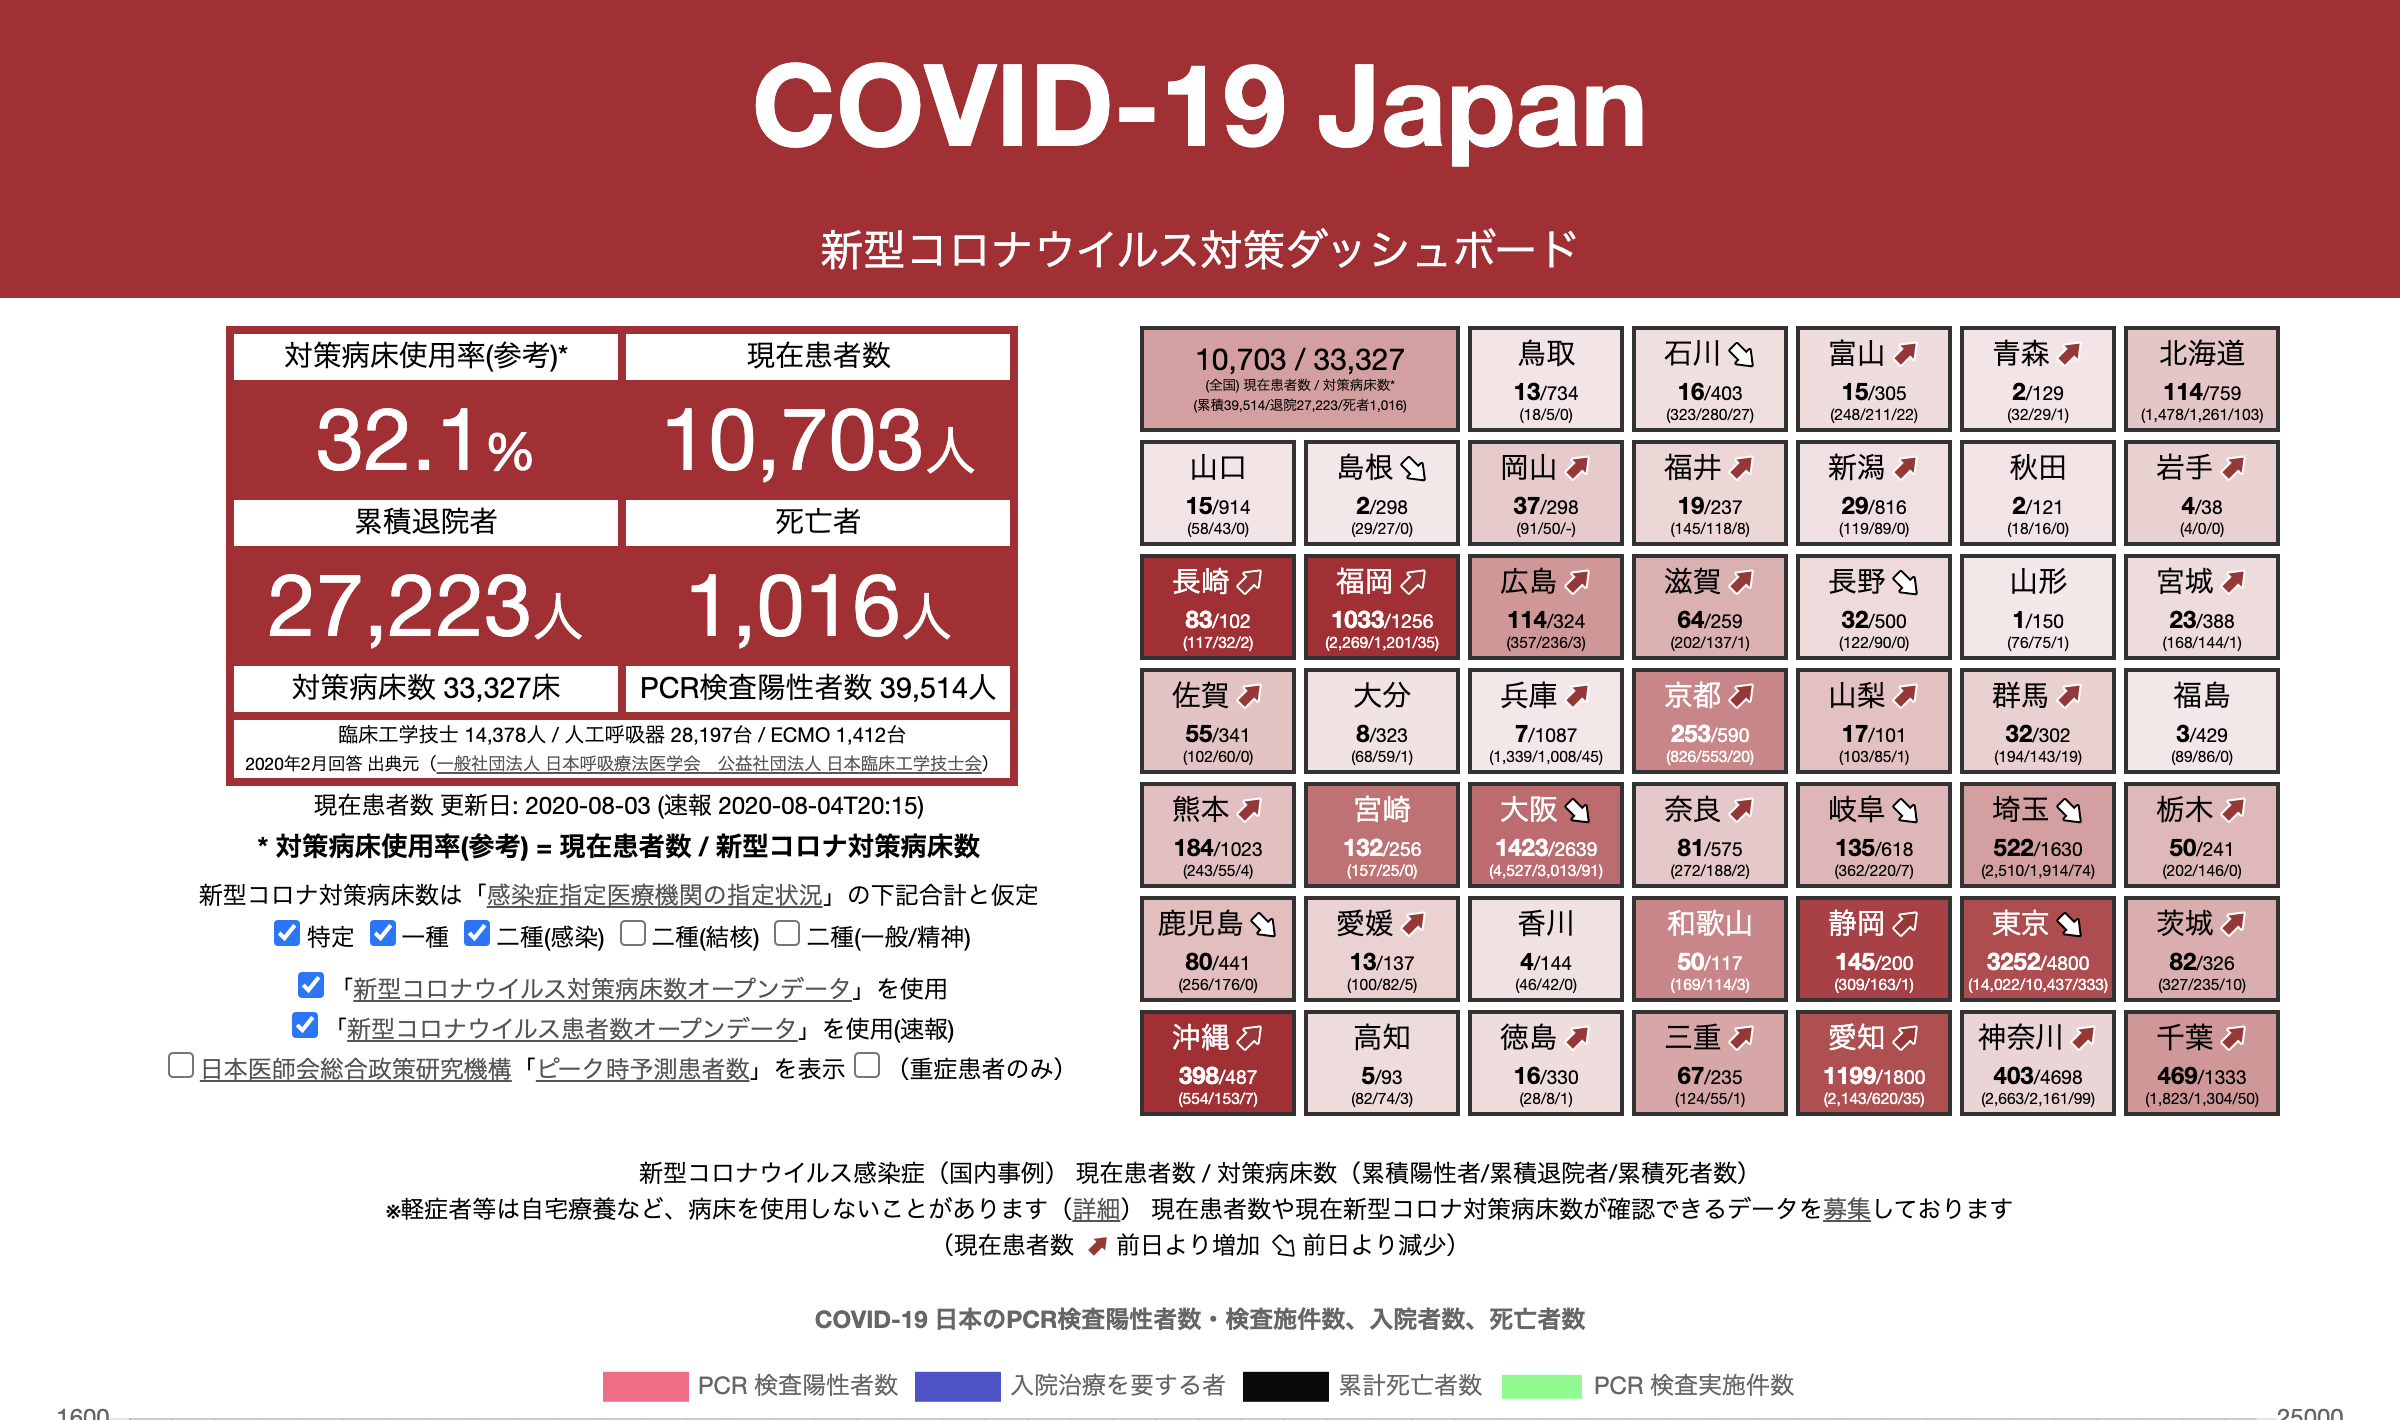 COVID-19 Japan
新型コロナウイルス対策ダッシュボード
対策病床使用率(参考)* 現在患者数
32.1% 10,703人
累積退院者 死亡者
27,223人 1,016人
対策病床数 33,327床 PCR検査陽性者数 39,514人
臨床工学技士 14,378人 / 人工呼吸器 28,197台 / ECMO 1,412台
2020年2月回答 出典元（一般社団法人 日本呼吸療法医学会　公益社団法人 日本臨床工学技士会）
現在患者数 更新日: 2020-08-03 (速報 2020-08-04T20:15)
* 対策病床使用率(参考) = 現在患者数 / 新型コロナ対策病床数
新型コロナ対策病床数は「感染症指定医療機関の指定状況」の下記合計と仮定
特定 一種 二種(感染) 二種(結核) 二種(一般/精神)
「新型コロナウイルス対策病床数オープンデータ」を使用
「新型コロナウイルス患者数オープンデータ」を使用(速報)
日本医師会総合政策研究機構「ピーク時予測患者数」を表示 （重症患者のみ）
10,703 / 33,327
(全国) 現在患者数 / 対策病床数*
(累積39,514/退院27,223/死者1,016)
鳥取
13/734
(18/5/0)
石川
16/403
(323/280/27)
富山
15/305
(248/211/22)
青森
2/129
(32/29/1)
北海道
114/759
(1,478/1,261/103)
山口
15/914
(58/43/0)
島根
2/298
(29/27/0)
岡山
37/298
(91/50/-)
福井
19/237
(145/118/8)
新潟
29/816
(119/89/0)
秋田
2/121
(18/16/0)
岩手
4/38
(4/0/0)
長崎
83/102
(117/32/2)
福岡
1033/1256
(2,269/1,201/35)
広島
114/324
(357/236/3)
滋賀
64/259
(202/137/1)
長野
32/500
(122/90/0)
山形
1/150
(76/75/1)
宮城
23/388
(168/144/1)
佐賀
55/341
(102/60/0)
大分
8/323
(68/59/1)
兵庫
7/1087
(1,339/1,008/45)
京都
253/590
(826/553/20)
山梨
17/101
(103/85/1)
群馬
32/302
(194/143/19)
福島
3/429
(89/86/0)
熊本
184/1023
(243/55/4)
宮崎
132/256
(157/25/0)
大阪
1423/2639
(4,527/3,013/91)
奈良
81/575
(272/188/2)
岐阜
135/618
(362/220/7)
埼玉
522/1630
(2,510/1,914/74)
栃木
50/241
(202/146/0)
鹿児島
80/441
(256/176/0)
愛媛
13/137
(100/82/5)
香川
4/144
(46/42/0)
和歌山
50/117
(169/114/3)
静岡
145/200
(309/163/1)
東京
3252/4800
(14,022/10,437/333)
茨城
82/326
(327/235/10)
沖縄
398/487
(554/153/7)
高知
5/93
(82/74/3)
徳島
16/330
(28/8/1)
三重
67/235
(124/55/1)
愛知
1199/1800
(2,143/620/35)
神奈川
403/4698
(2,663/2,161/99)
千葉
469/1333
(1,823/1,304/50)
新型コロナウイルス感染症（国内事例） 現在患者数 / 対策病床数（累積陽性者/累積退院者/累積死者数）
※軽症者等は自宅療養など、病床を使用しないことがあります（詳細） 現在患者数や現在新型コロナ対策病床数が確認できるデータを募集しております
（現在患者数 前日より増加 前日より減少）
COVID-19 日本のPCR検査陽性者数・検査施件数、入院者数、死亡者数
PCR 検査陽性者数 入院治療を要する者 累計死亡者数 PCR 検査実施件数
1600 25000